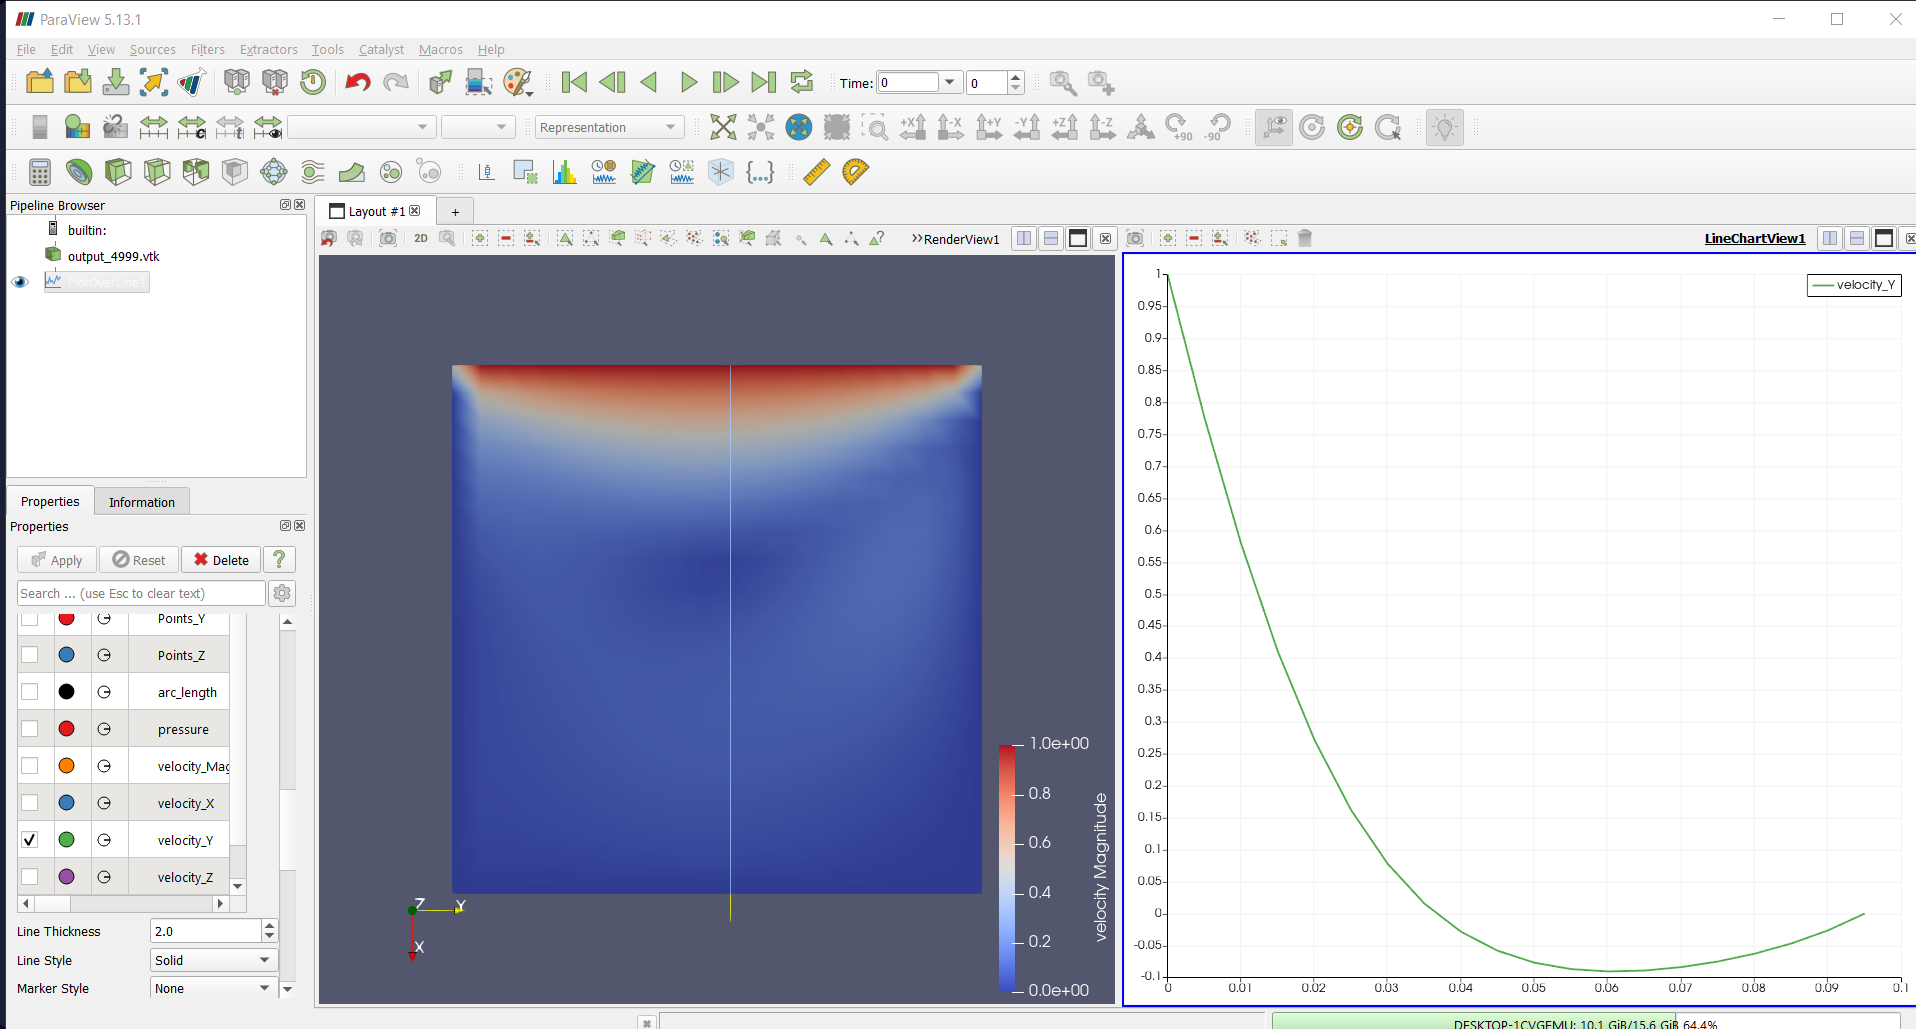 ParaView 5.13.1
File Edit View Sources Filters Extractors Tools Catalyst Macros Help
Time: 0 0
Representation
+X -X +Y -Y +Z -Z +90 -90
Pipeline Browser
builtin:
output_4999.vtk
PlotOverLine1
Properties Information
Properties
Apply Reset Delete ?
Search ... (use Esc to clear text)
Points_Y
Points_Z
arc_length
pressure
velocity_Mag
velocity_X
velocity_Y
velocity_Z
Line Thickness 2.0
Line Style Solid
Marker Style None
Layout #1 +
2D
RenderView1
Z Y
X
1.0e+00
0.8
0.6
0.4
0.2
0.0e+00
velocity Magnitude
LineChartView1
velocity_Y
1
0.95
0.9
0.85
0.8
0.75
0.7
0.65
0.6
0.55
0.5
0.45
0.4
0.35
0.3
0.25
0.2
0.15
0.1
0.05
0
-0.05
-0.1
0 0.01 0.02 0.03 0.04 0.05 0.06 0.07 0.08 0.09 0.1
DESKTOP-1CVGEMU: 10.1 GiB/15.6 GiB 64.4%